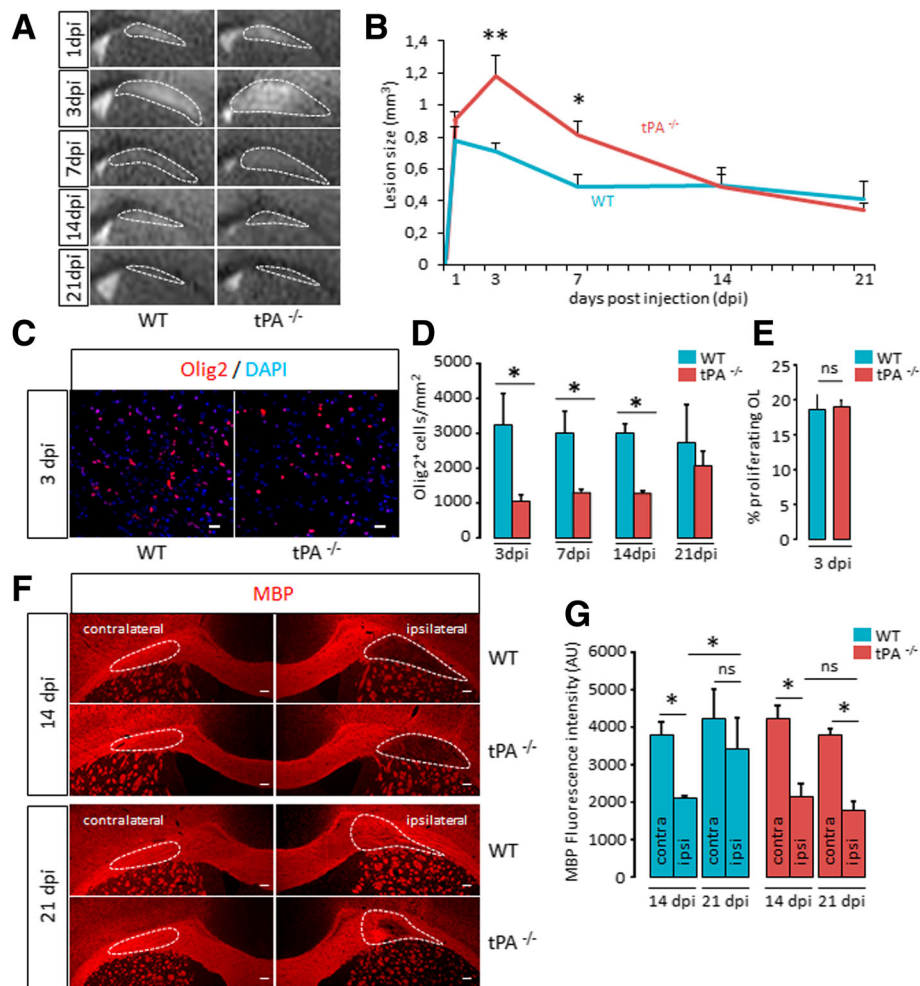 A
1dpi
3dpi
7dpi
14dpi
21dpi
WT tPA -/-
B
Lesion size (mm3)
1,4
1,2
1
0,8
0,6
0,4
0,2
0
**
*
tPA -/-
WT
1 3 7 14 21
days post injection (dpi)
C
Olig2 / DAPI
3 dpi
WT tPA -/-
D
WT
tPA -/-
Olig2+ cells/mm2
5000
4000
3000
2000
1000
0
* * *
3dpi 7dpi 14dpi 21dpi
E
WT
tPA -/-
% proliferating OL
25
20
15
10
5
0
ns
3 dpi
F
MBP
14 dpi
contralateral ipsilateral
WT
tPA -/-
21 dpi
contralateral ipsilateral
WT
tPA -/-
G
WT
tPA -/-
MBP Fluorescence intensity (AU)
6000
5000
4000
3000
2000
1000
0
* ns
* ns * *
contra ipsi contra ipsi contra ipsi contra ipsi
14 dpi 21 dpi 14 dpi 21 dpi